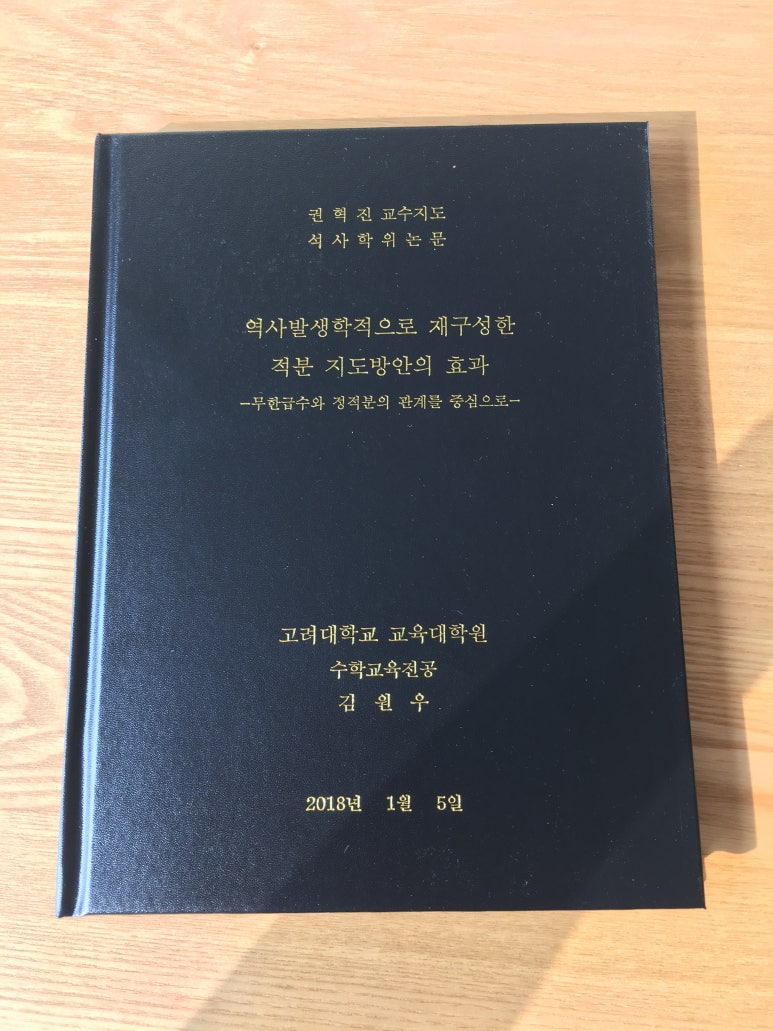 권 혁 진 교수지도
석 사 학 위 논 문
역사발생학적으로 재구성한
적분 지도방안의 효과
-무한급수와 정적분의 관계를 중심으로-
고려대학교 교육대학원
수학교육전공
김 원 우
2018년 1월 5일